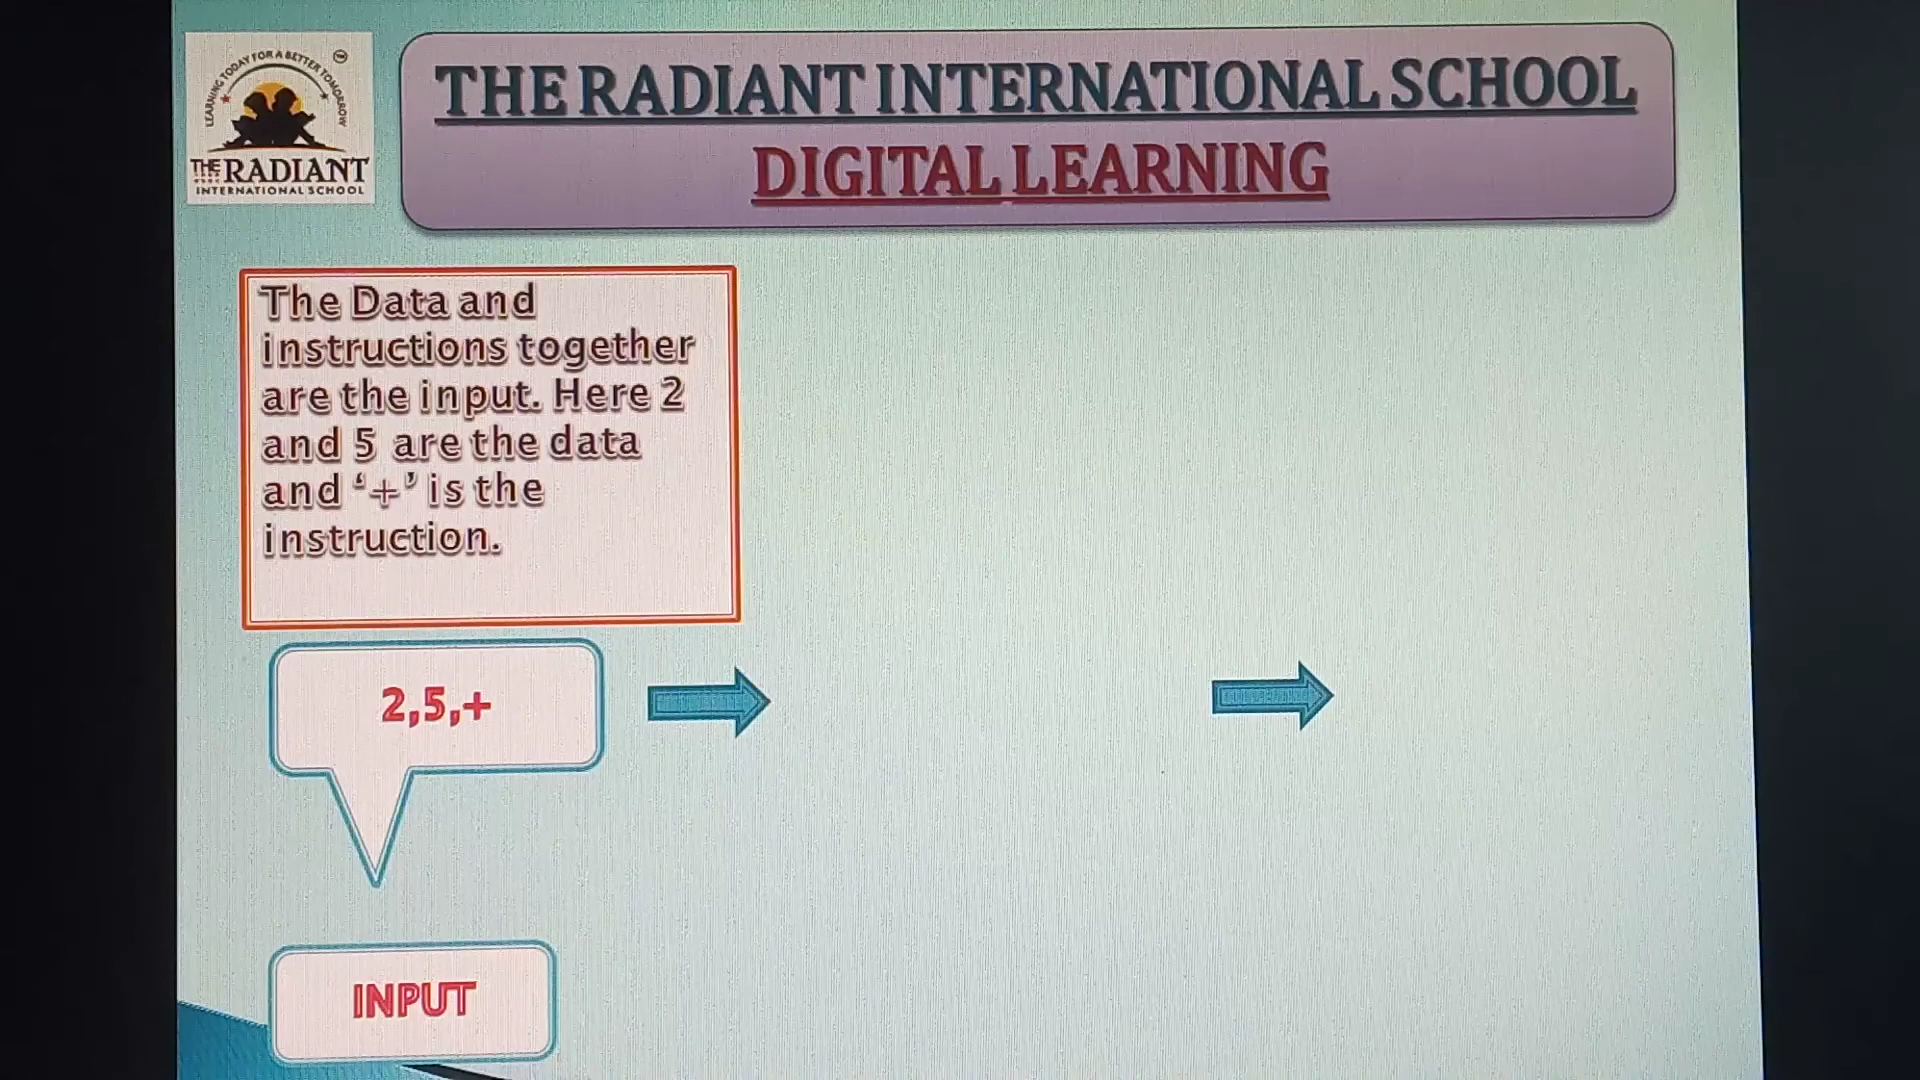 LEARNING TODAY FOR A BETTER TOMORROW
THE RADIANT
INTERNATIONAL SCHOOL
THE RADIANT INTERNATIONAL SCHOOL
DIGITAL LEARNING
The Data and
instructions together
are the input. Here 2
and 5 are the data
and ‘+’ is the
instruction.
2,5,+
INPUT